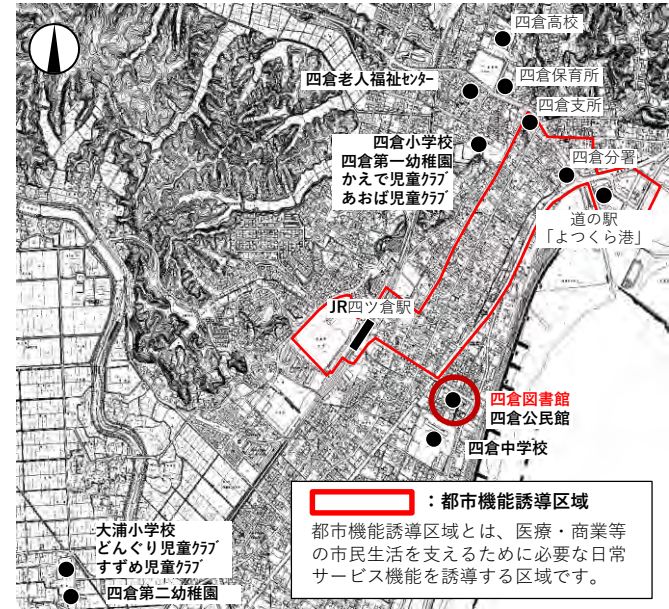 四倉高校
四倉老人福祉ｾﾝﾀｰ
四倉保育所
四倉支所
四倉小学校
四倉第一幼稚園
かえで児童ｸﾗﾌﾞ
あおば児童ｸﾗﾌﾞ
四倉分署
道の駅
「よつくら港」
JR四ツ倉駅
四倉図書館
四倉公民館
四倉中学校
大浦小学校
どんぐり児童ｸﾗﾌﾞ
すずめ児童ｸﾗﾌﾞ
四倉第二幼稚園
：都市機能誘導区域
都市機能誘導区域とは、医療・商業等
の市民生活を支えるために必要な日常
サービス機能を誘導する区域です。